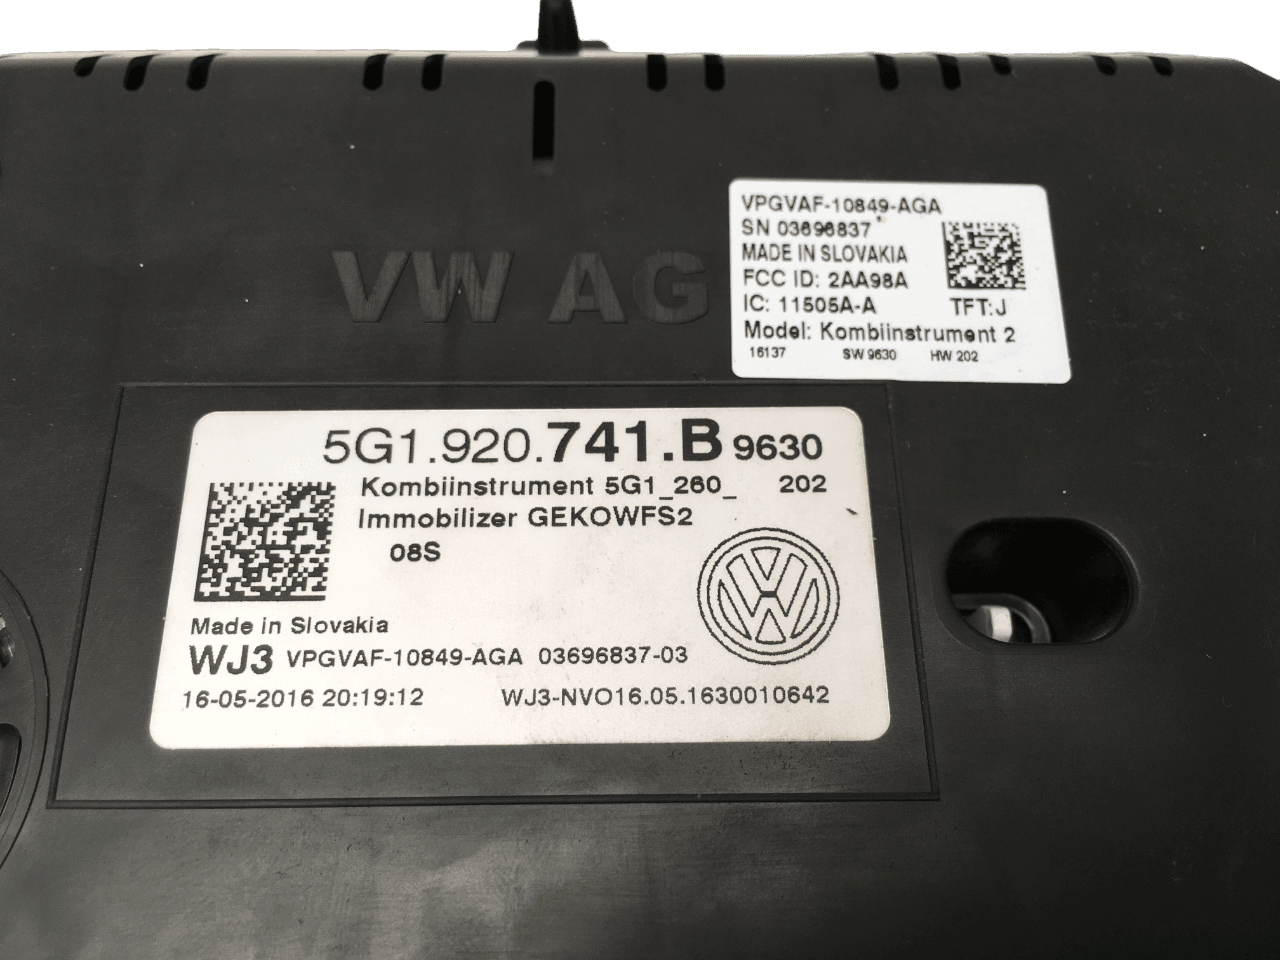 VW AG
VPGVAF-10849-AGA
SN 03696837
MADE IN SLOVAKIA
FCC ID: 2AA98A
IC: 11505A-A TFT:J
Model: Kombiinstrument 2
16137 SW 9630 HW 202
5G1.920.741.B 9630
Kombiinstrument 5G1_260_ 202
Immobilizer GEKOWFS2
08S
Made in Slovakia
WJ3 VPGVAF-10849-AGA 03696837-03
16-05-2016 20:19:12 WJ3-NVO16.05.1630010642